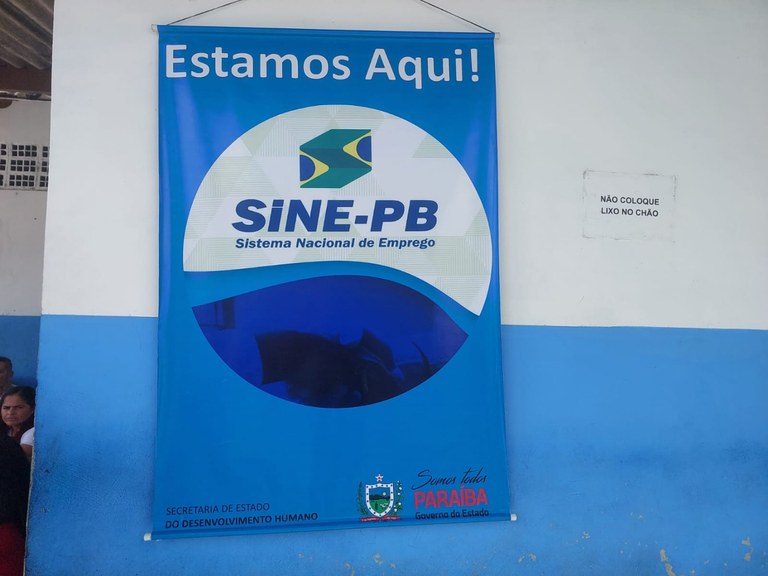 Estamos Aqui!
SiNE-PB
Sistema Nacional de Emprego
NÃO COLOQUE
LIXO NO CHÃO
SECRETARIA DE ESTADO
DO DESENVOLVIMENTO HUMANO
Somos todos
PARAÍBA
Governo do Estado